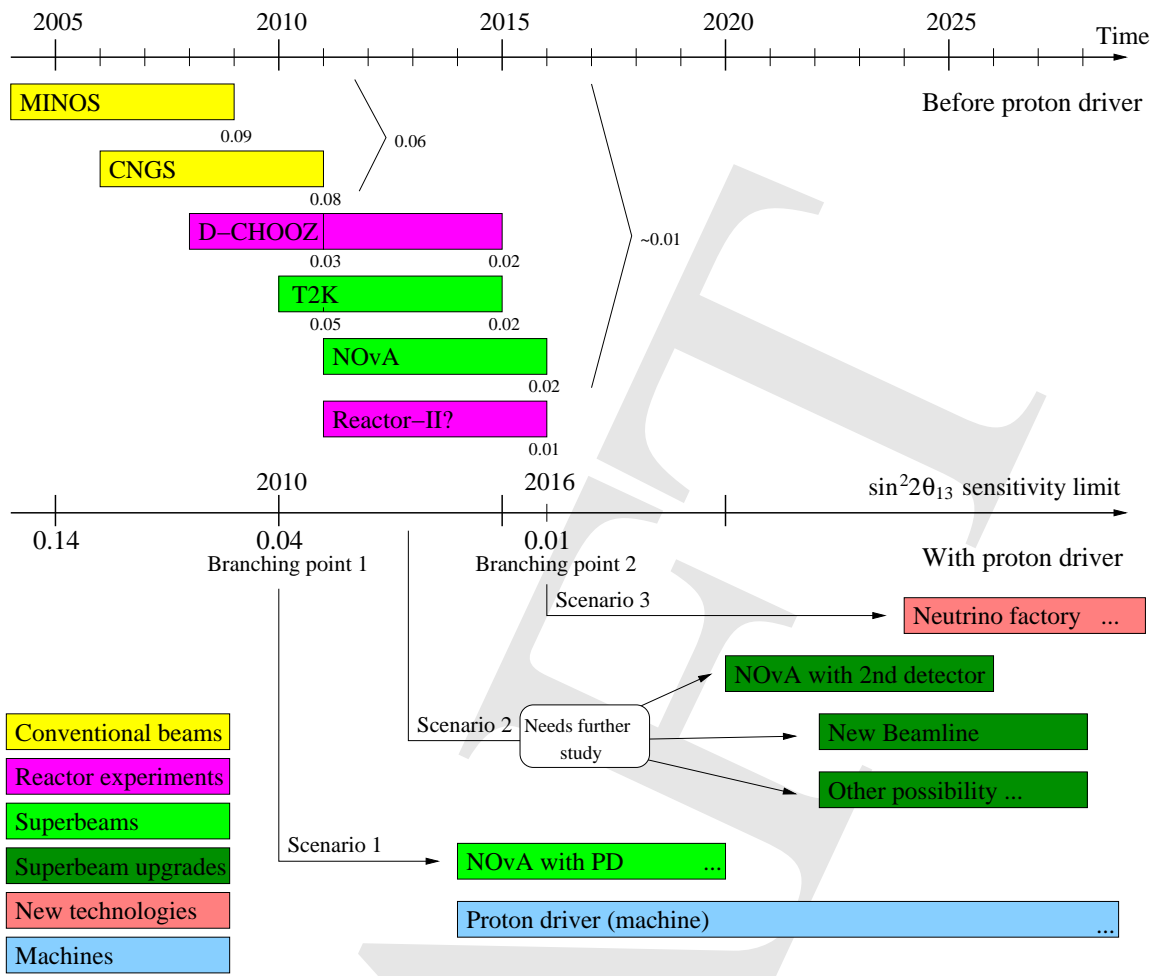 2005 2010 2015 2020 2025
Time
MINOS
Before proton driver
0.09
0.06
CNGS
0.08
D−CHOOZ
~0.01
0.03 0.02
T2K
0.05 0.02
NOvA
0.02
Reactor−II?
0.01
2010 2016 sin²2θ₁₃ sensitivity limit
0.14 0.04 0.01
Branching point 1 Branching point 2 With proton driver
Scenario 3
Neutrino factory ...
NOvA with 2nd detector
Scenario 2
Needs further
study
New Beamline
Other possibility ...
Conventional beams
Reactor experiments
Superbeams
Superbeam upgrades
New technologies
Machines
Scenario 1
NOvA with PD ...
Proton driver (machine) ...